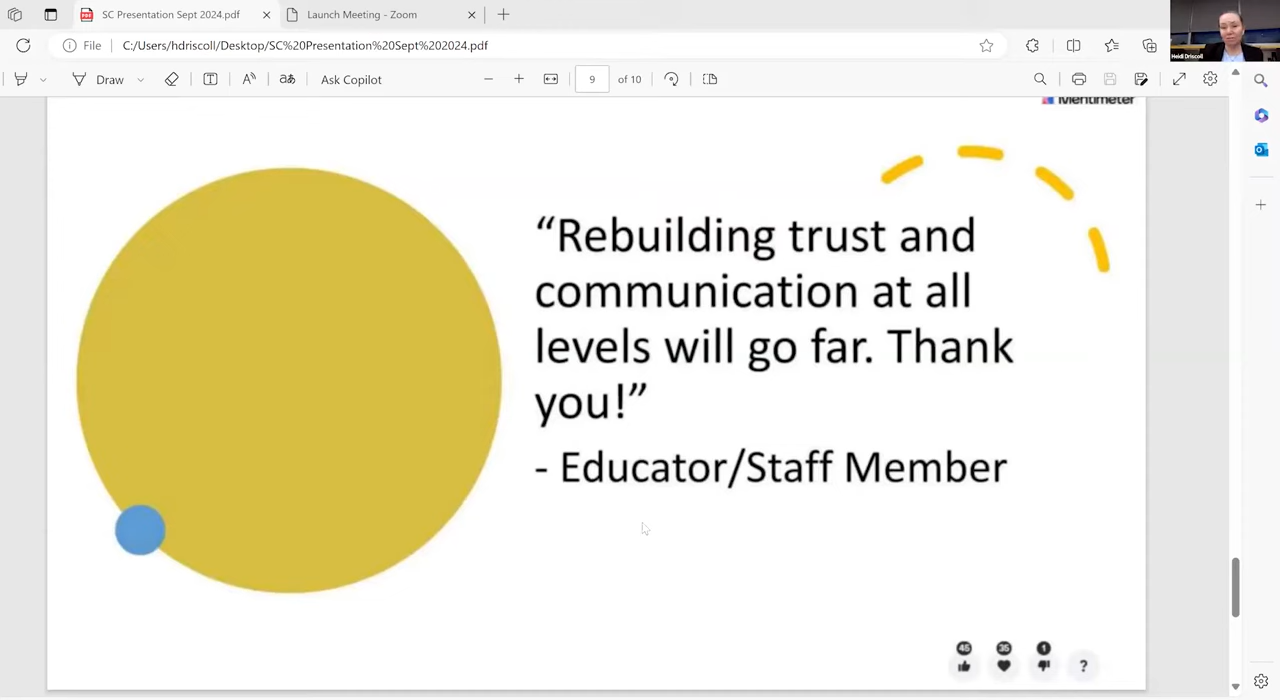 SC Presentation Sept 2024.pdf
Launch Meeting - Zoom
File
C:/Users/hdriscoll/Desktop/SC%20Presentation%20Sept%202024.pdf
Heidi Driscoll
Draw
Ask Copilot
9 of 10
Mentimeter
“Rebuilding trust and
communication at all
levels will go far. Thank
you!”
- Educator/Staff Member
45 35 1
?